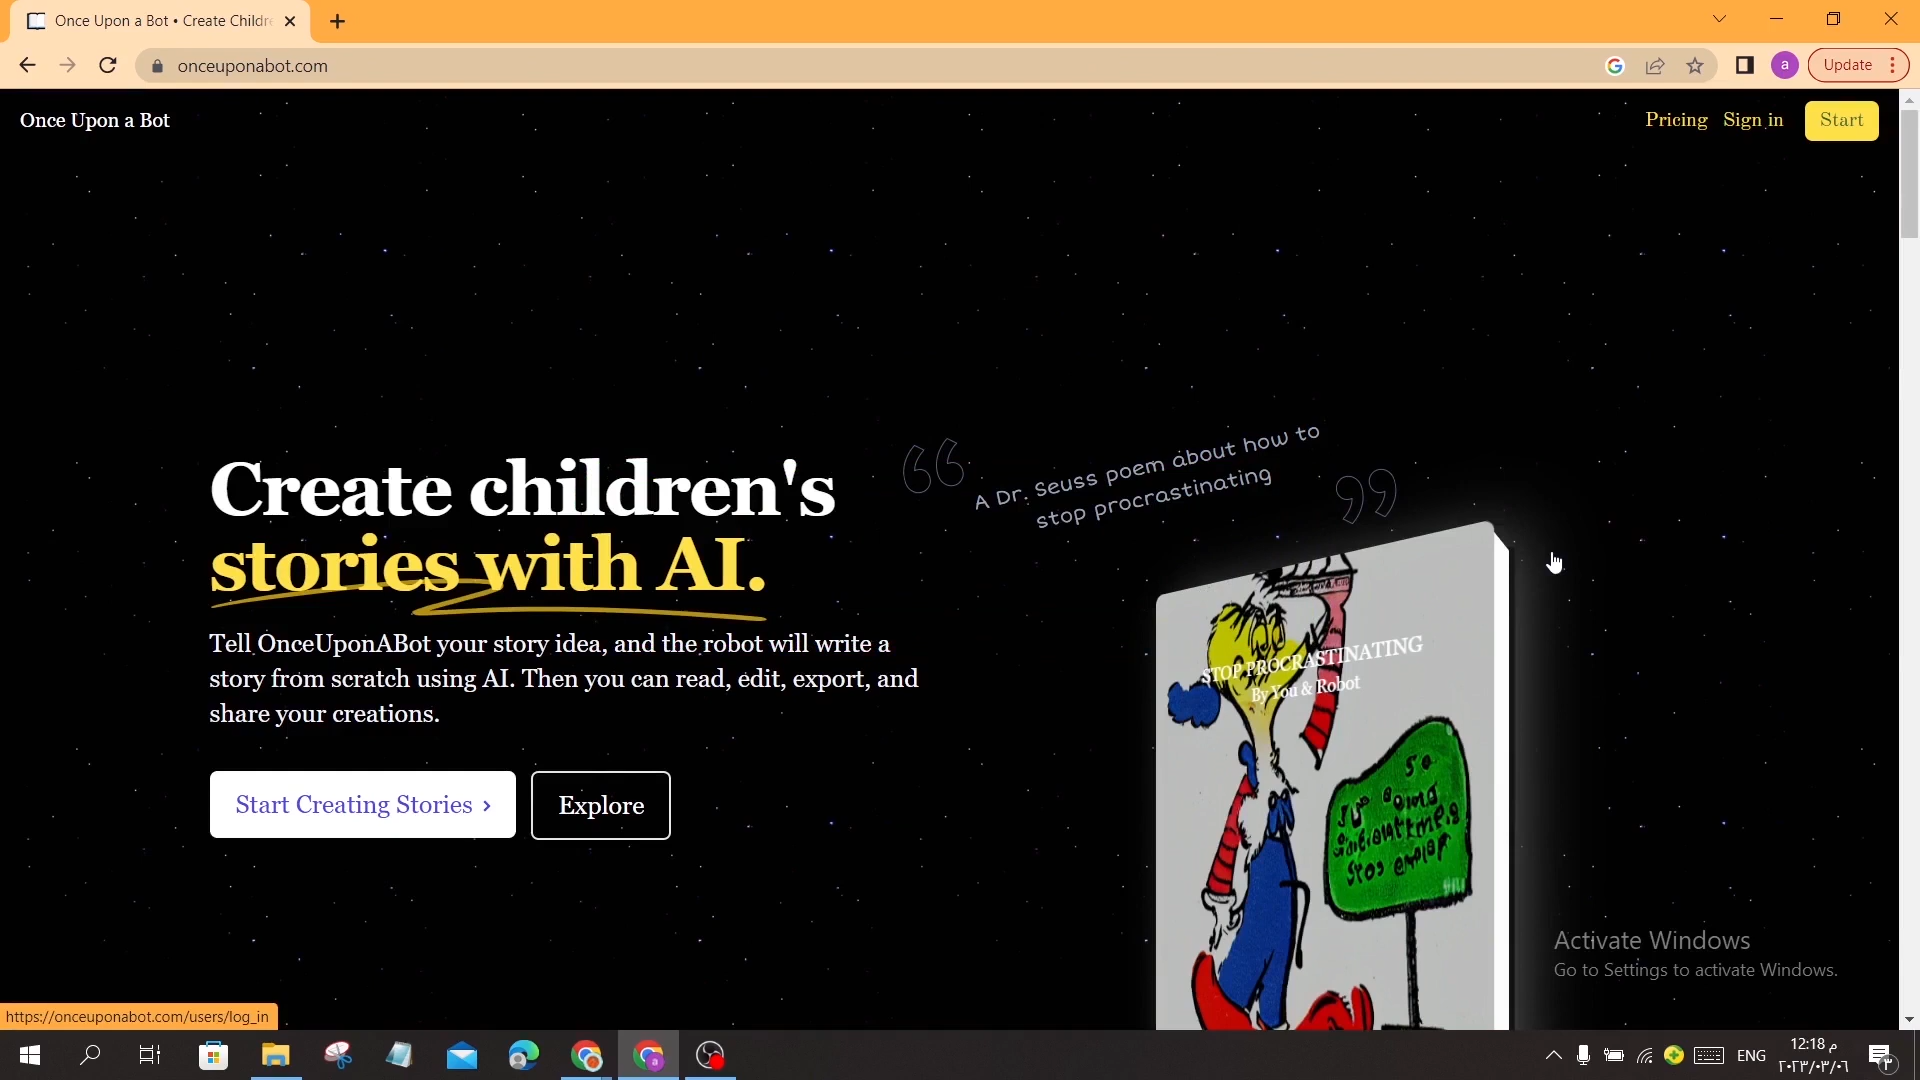 Once Upon a Bot • Create Childre
onceuponabot.com
a
Update
Once Upon a Bot
Pricing
Sign in
Start
A Dr. Seuss poem about how to
stop procrastinating
Create children's
stories with AI.
Tell OnceUponABot your story idea, and the robot will write a
story from scratch using AI. Then you can read, edit, export, and
share your creations.
STOP PROCRASTINATING
By You & Robot
Start Creating Stories
Explore
Activate Windows
Go to Settings to activate Windows.
https://onceuponabot.com/users/log_in
ENG
12:18 م
٢٠٢٣/٠٣/٠٦
٣